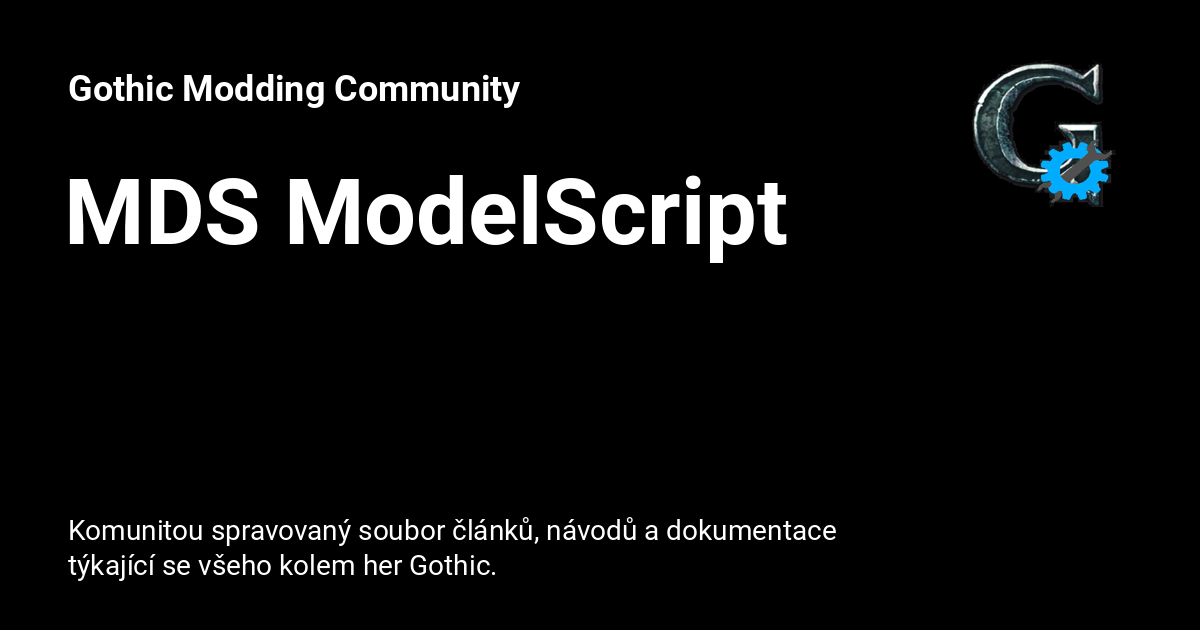 Gothic Modding Community
MDS ModelScript
Komunitou spravovaný soubor článků, návodů a dokumentace
týkající se všeho kolem her Gothic.